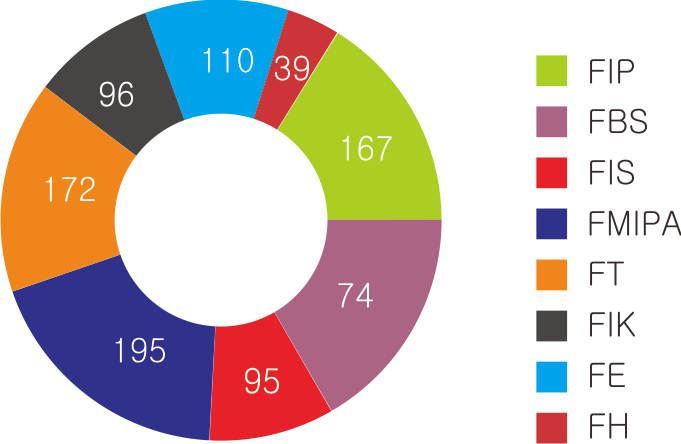 110
39
96
167
172
74
195
95
FIP
FBS
FIS
FMIPA
FT
FIK
FE
FH